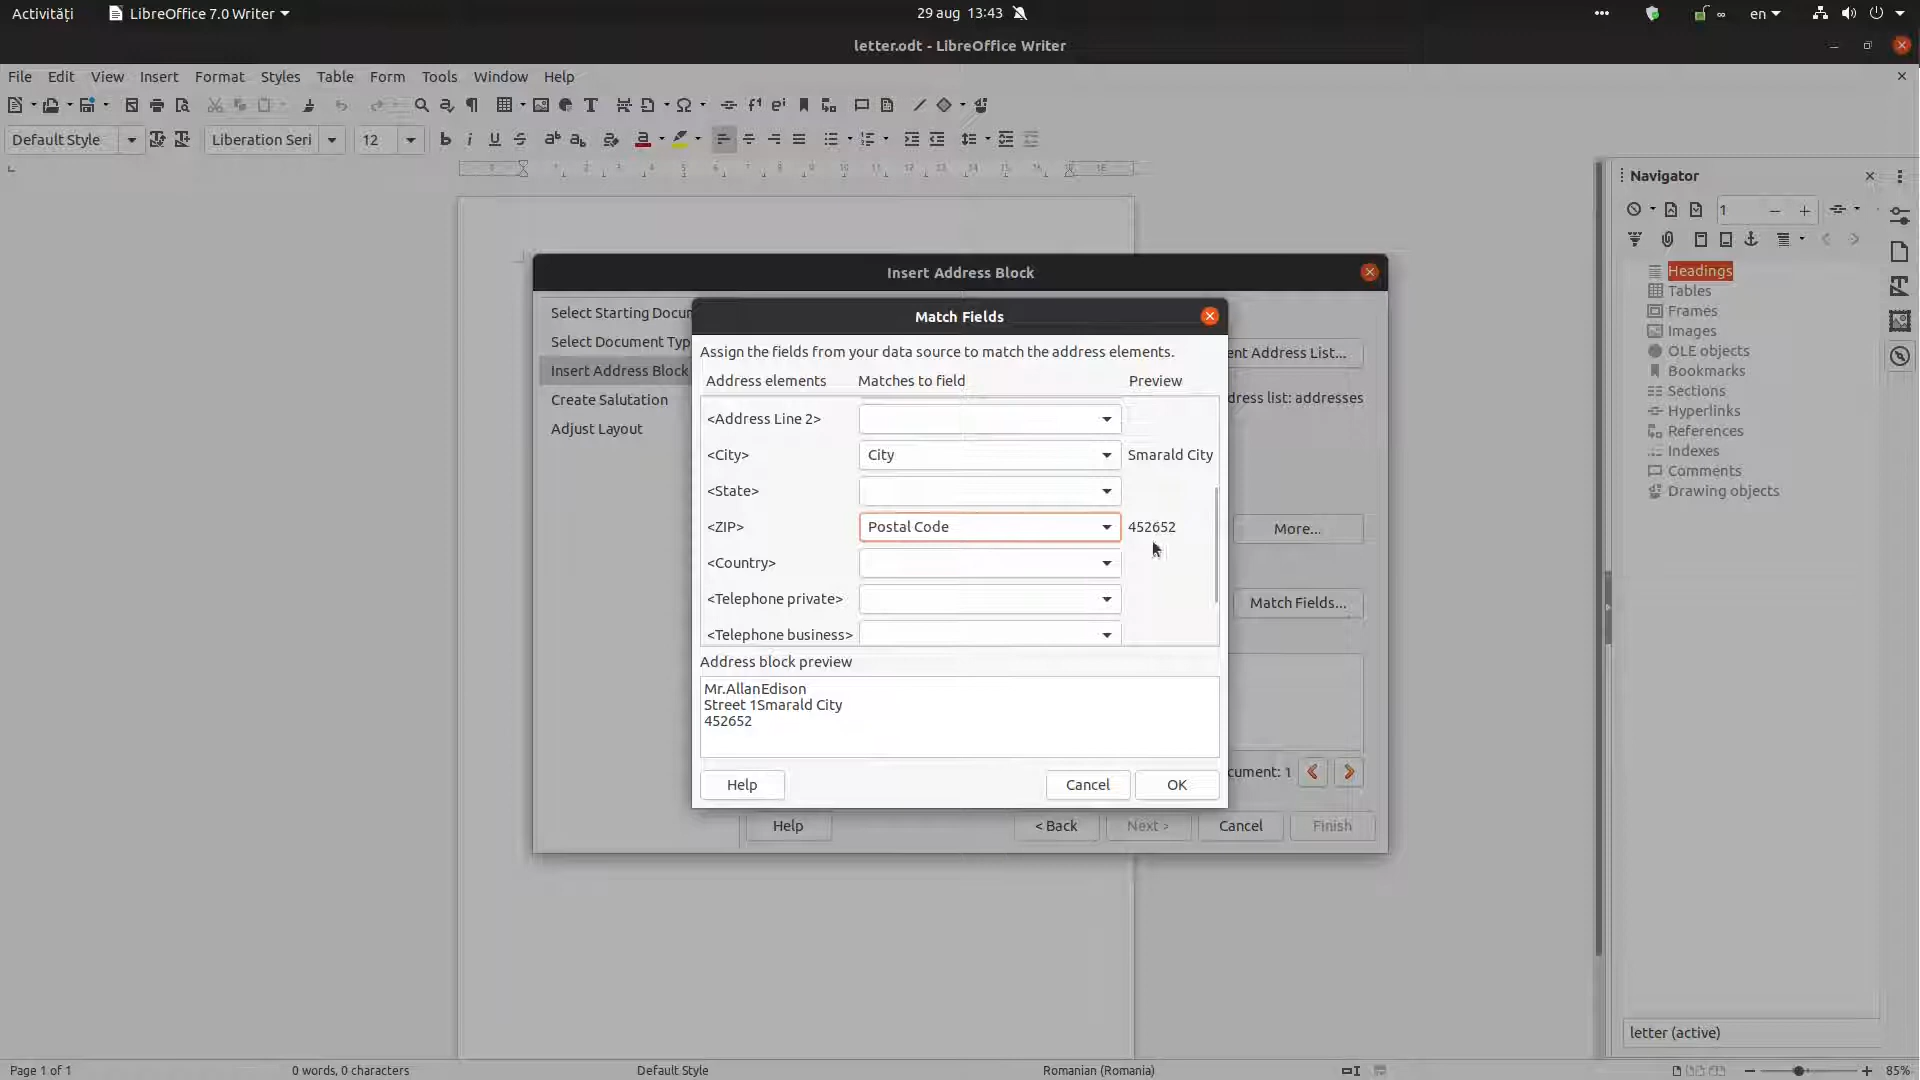 Activități
LibreOffice 7.0 Writer
29 aug 13:43
en
letter.odt - LibreOffice Writer
File Edit View Insert Format Styles Table Form Tools Window Help
Default Style
Liberation Seri
12
Navigator
1
Headings
Tables
Frames
Images
OLE objects
Bookmarks
Sections
Hyperlinks
References
Indexes
Comments
Drawing objects
letter (active)
Insert Address Block
Select Starting Docum
Select Document Typ
Insert Address Block
Create Salutation
Adjust Layout
ent Address List...
dress list: addresses
More...
Match Fields...
cument: 1
Help
< Back
Next >
Cancel
Finish
Match Fields
Assign the fields from your data source to match the address elements.
Address elements Matches to field Preview
<Address Line 2>
<City> City Smarald City
<State>
<ZIP> Postal Code 452652
<Country>
<Telephone private>
<Telephone business>
Address block preview
Mr.AllanEdison
Street 1Smarald City
452652
Help
Cancel
OK
Page 1 of 1
0 words, 0 characters
Default Style
Romanian (Romania)
85%